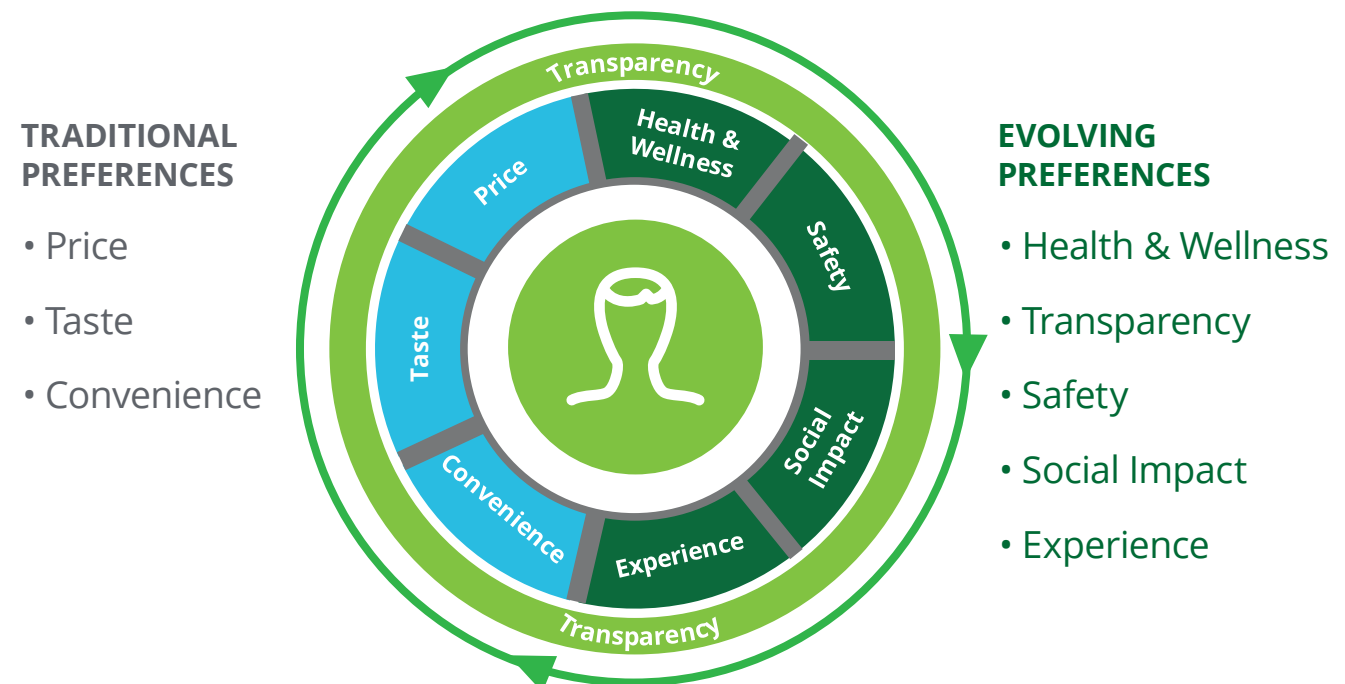 TRADITIONAL
PREFERENCES
• Price
• Taste
• Convenience
Transparency
Price
Health &
Wellness
Safety
Taste
Social
Impact
Convenience
Experience
Transparency
EVOLVING
PREFERENCES
• Health & Wellness
• Transparency
• Safety
• Social Impact
• Experience